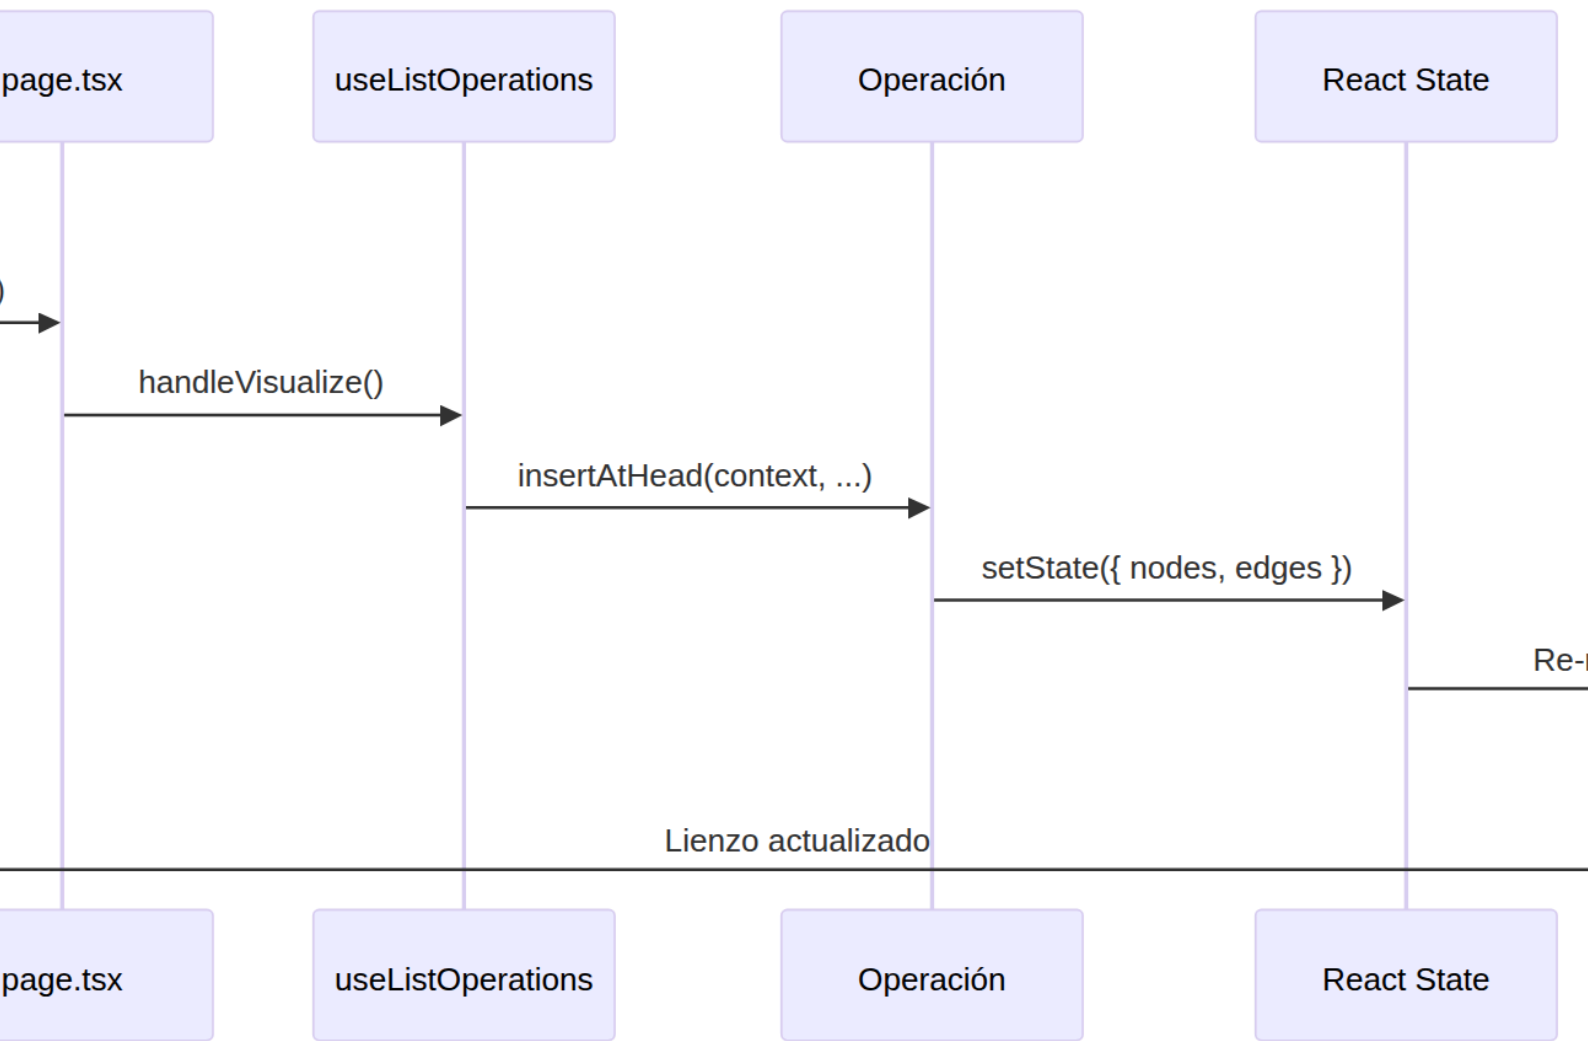 page.tsx
useListOperations
Operación
React State
)
handleVisualize()
insertAtHead(context, ...)
setState({ nodes, edges })
Re-
Lienzo actualizado
page.tsx
useListOperations
Operación
React State